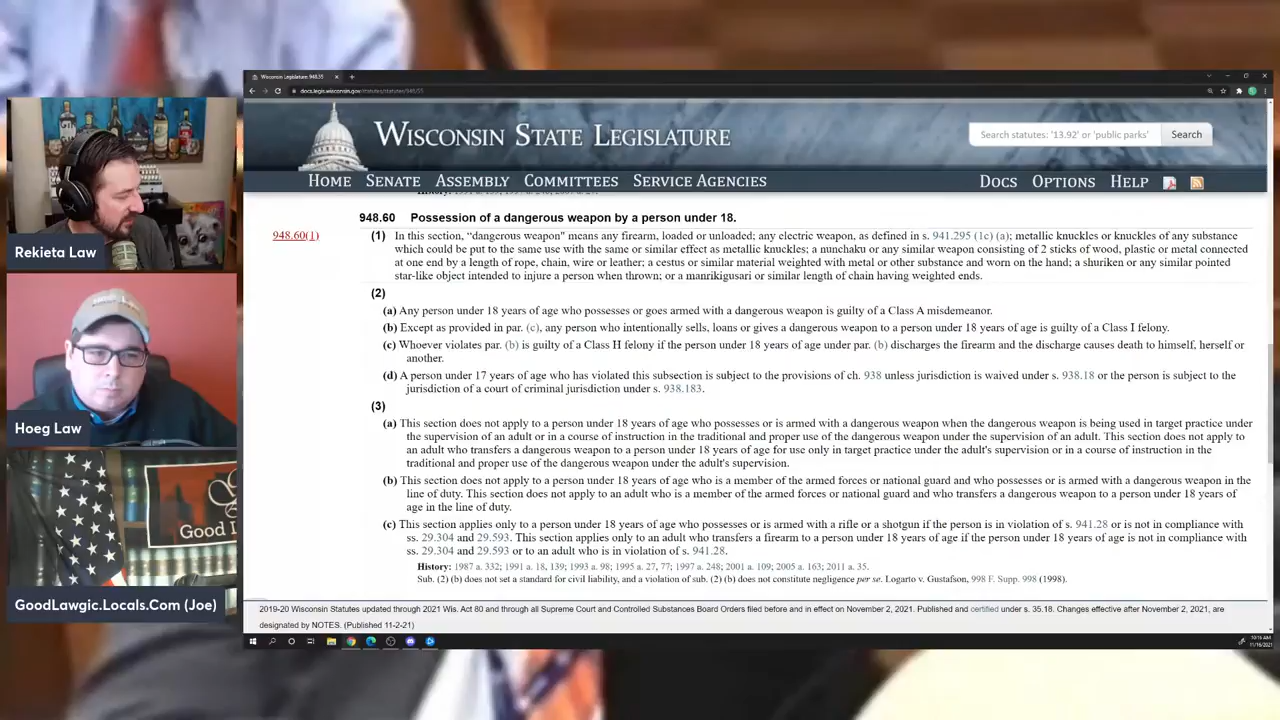 Wisconsin Legislature: 948.55
docs.legis.wisconsin.gov/statutes/statutes/948/55
WISCONSIN STATE LEGISLATURE
Search statutes: '13.92' or 'public parks'
Search
HOME SENATE ASSEMBLY COMMITTEES SERVICE AGENCIES DOCS OPTIONS HELP
948.60 Possession of a dangerous weapon by a person under 18.
948.60(1)
(1) In this section, “dangerous weapon” means any firearm, loaded or unloaded; any electric weapon, as defined in s. 941.295 (1c) (a); metallic knuckles or knuckles of any substance
which could be put to the same use with the same or similar effect as metallic knuckles; a nunchaku or any similar weapon consisting of 2 sticks of wood, plastic or metal connected
at one end by a length of rope, chain, wire or leather; a cestus or similar material weighted with metal or other substance and worn on the hand; a shuriken or any similar pointed
star-like object intended to injure a person when thrown; or a manrikigusari or similar length of chain having weighted ends.
(2)
(a) Any person under 18 years of age who possesses or goes armed with a dangerous weapon is guilty of a Class A misdemeanor.
(b) Except as provided in par. (c), any person who intentionally sells, loans or gives a dangerous weapon to a person under 18 years of age is guilty of a Class I felony.
(c) Whoever violates par. (b) is guilty of a Class H felony if the person under 18 years of age under par. (b) discharges the firearm and the discharge causes death to himself, herself or
another.
(d) A person under 17 years of age who has violated this subsection is subject to the provisions of ch. 938 unless jurisdiction is waived under s. 938.18 or the person is subject to the
jurisdiction of a court of criminal jurisdiction under s. 938.183.
(3)
(a) This section does not apply to a person under 18 years of age who possesses or is armed with a dangerous weapon when the dangerous weapon is being used in target practice under
the supervision of an adult or in a course of instruction in the traditional and proper use of the dangerous weapon under the supervision of an adult. This section does not apply to
an adult who transfers a dangerous weapon to a person under 18 years of age for use only in target practice under the adult's supervision or in a course of instruction in the
traditional and proper use of the dangerous weapon under the adult's supervision.
(b) This section does not apply to a person under 18 years of age who is a member of the armed forces or national guard and who possesses or is armed with a dangerous weapon in the
line of duty. This section does not apply to an adult who is a member of the armed forces or national guard and who transfers a dangerous weapon to a person under 18 years of
age in the line of duty.
(c) This section applies only to a person under 18 years of age who possesses or is armed with a rifle or a shotgun if the person is in violation of s. 941.28 or is not in compliance with
ss. 29.304 and 29.593. This section applies only to an adult who transfers a firearm to a person under 18 years of age if the person under 18 years of age is not in compliance with
ss. 29.304 and 29.593 or to an adult who is in violation of s. 941.28.
History: 1987 a. 332; 1991 a. 18, 139; 1993 a. 98; 1995 a. 27, 77; 1997 a. 248; 2001 a. 109; 2005 a. 163; 2011 a. 35.
Sub. (2) (b) does not set a standard for civil liability, and a violation of sub. (2) (b) does not constitute negligence per se. Logarto v. Gustafson, 998 F. Supp. 998 (1998).
2019-20 Wisconsin Statutes updated through 2021 Wis. Act 80 and through all Supreme Court and Controlled Substances Board Orders filed before and in effect on November 2, 2021. Published and certified under s. 35.18. Changes effective after November 2, 2021, are
designated by NOTES. (Published 11-2-21)
11/16/2021
Rekieta Law
Hoeg Law
Good L
GoodLawgic.Locals.Com (Joe)